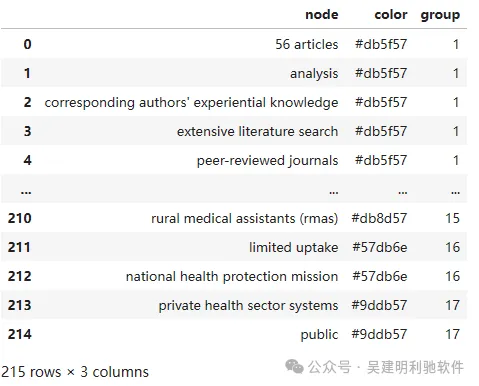 node color group
0 56 articles #db5f57 1
1 analysis #db5f57 1
2 corresponding authors' experiential knowledge #db5f57 1
3 extensive literature search #db5f57 1
4 peer-reviewed journals #db5f57 1
... ... ... ...
210 rural medical assistants (rmas) #db8d57 15
211 limited uptake #57db6e 16
212 national health protection mission #57db6e 16
213 private health sector systems #9ddb57 17
214 public #9ddb57 17
215 rows × 3 columns
公众号 · 吴建明利驰软件